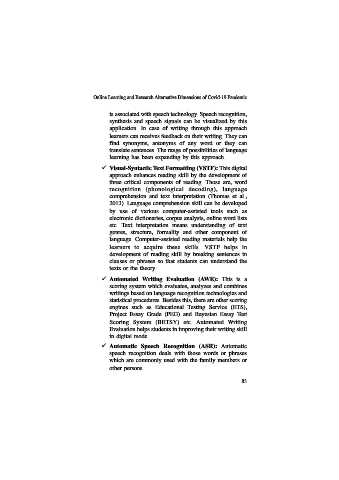 Online Learning and Research Alternative Dimensions of Covid-19 Pandemic
is associated with speech technology. Speech recognition,
synthesis and speech signals can be visualized by this
application. In case of writing through this approach
learners can receives feedback on their writing. They can
find synonyms, antonyms of any word or they can
translate sentences. The range of possibilities of language
learning has been expanding by this approach.
✓ Visual-Syntactic Text Formatting (VSTF): This digital
approach enhances reading skill by the development of
three critical components of reading. These are, word
recognition (phonological decoding), language
comprehension and text interpretation (Thomas et al.,
2013). Language comprehension skill can be developed
by use of various computer-assisted tools such as
electronic dictionaries, corpus analysis, online word lists
etc. Text interpretation means understanding of text
genres, structure, formality and other component of
language. Computer-assisted reading materials help the
learners to acquire these skills. VSTF helps in
development of reading skill by breaking sentences in
clauses or phrases so that students can understand the
texts or the theory.
✓ Automated Writing Evaluation (AWE): This is a
scoring system which evaluates, analyses and combines
writings based on language recognition technologies and
statistical procedures. Besides this, there are other scoring
engines such as Educational Testing Service (ETS),
Project Essay Grade (PEG) and Bayesian Essay Test
Scoring System (BETSY) etc. Automated Writing
Evaluation helps students in improving their writing skill
in digital mode.
✓ Automatic Speech Recognition (ASR): Automatic
speech recognition deals with those words or phrases
which are commonly used with the family members or
other persons.